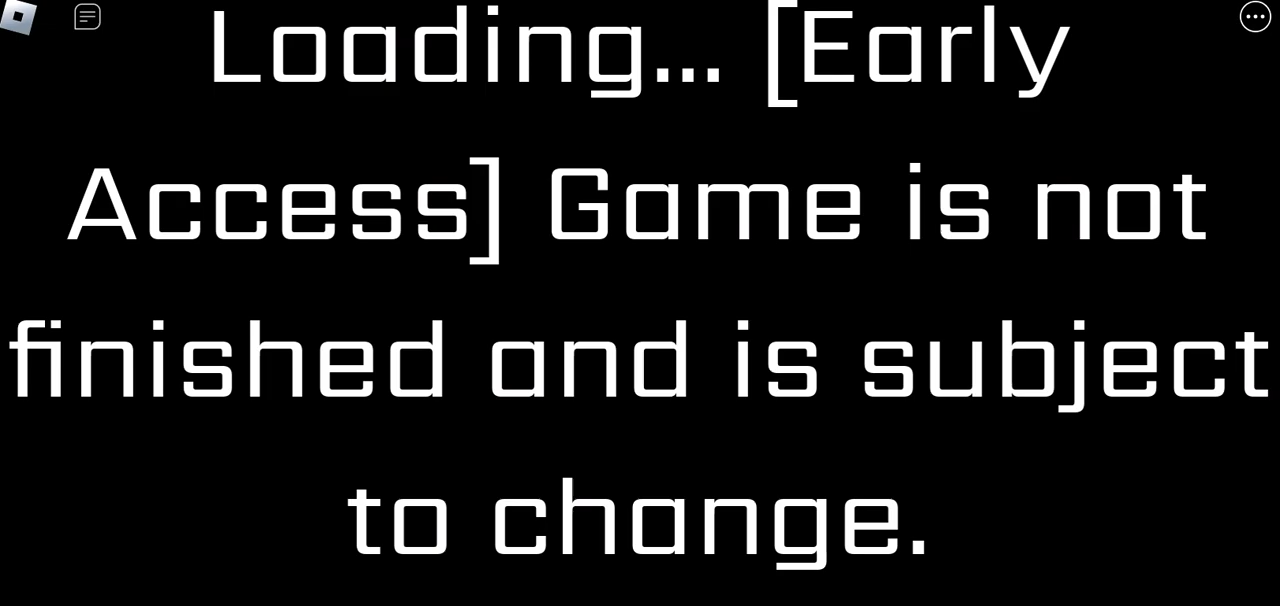 Loading... [Early
Access] Game is not
finished and is subject
to change.